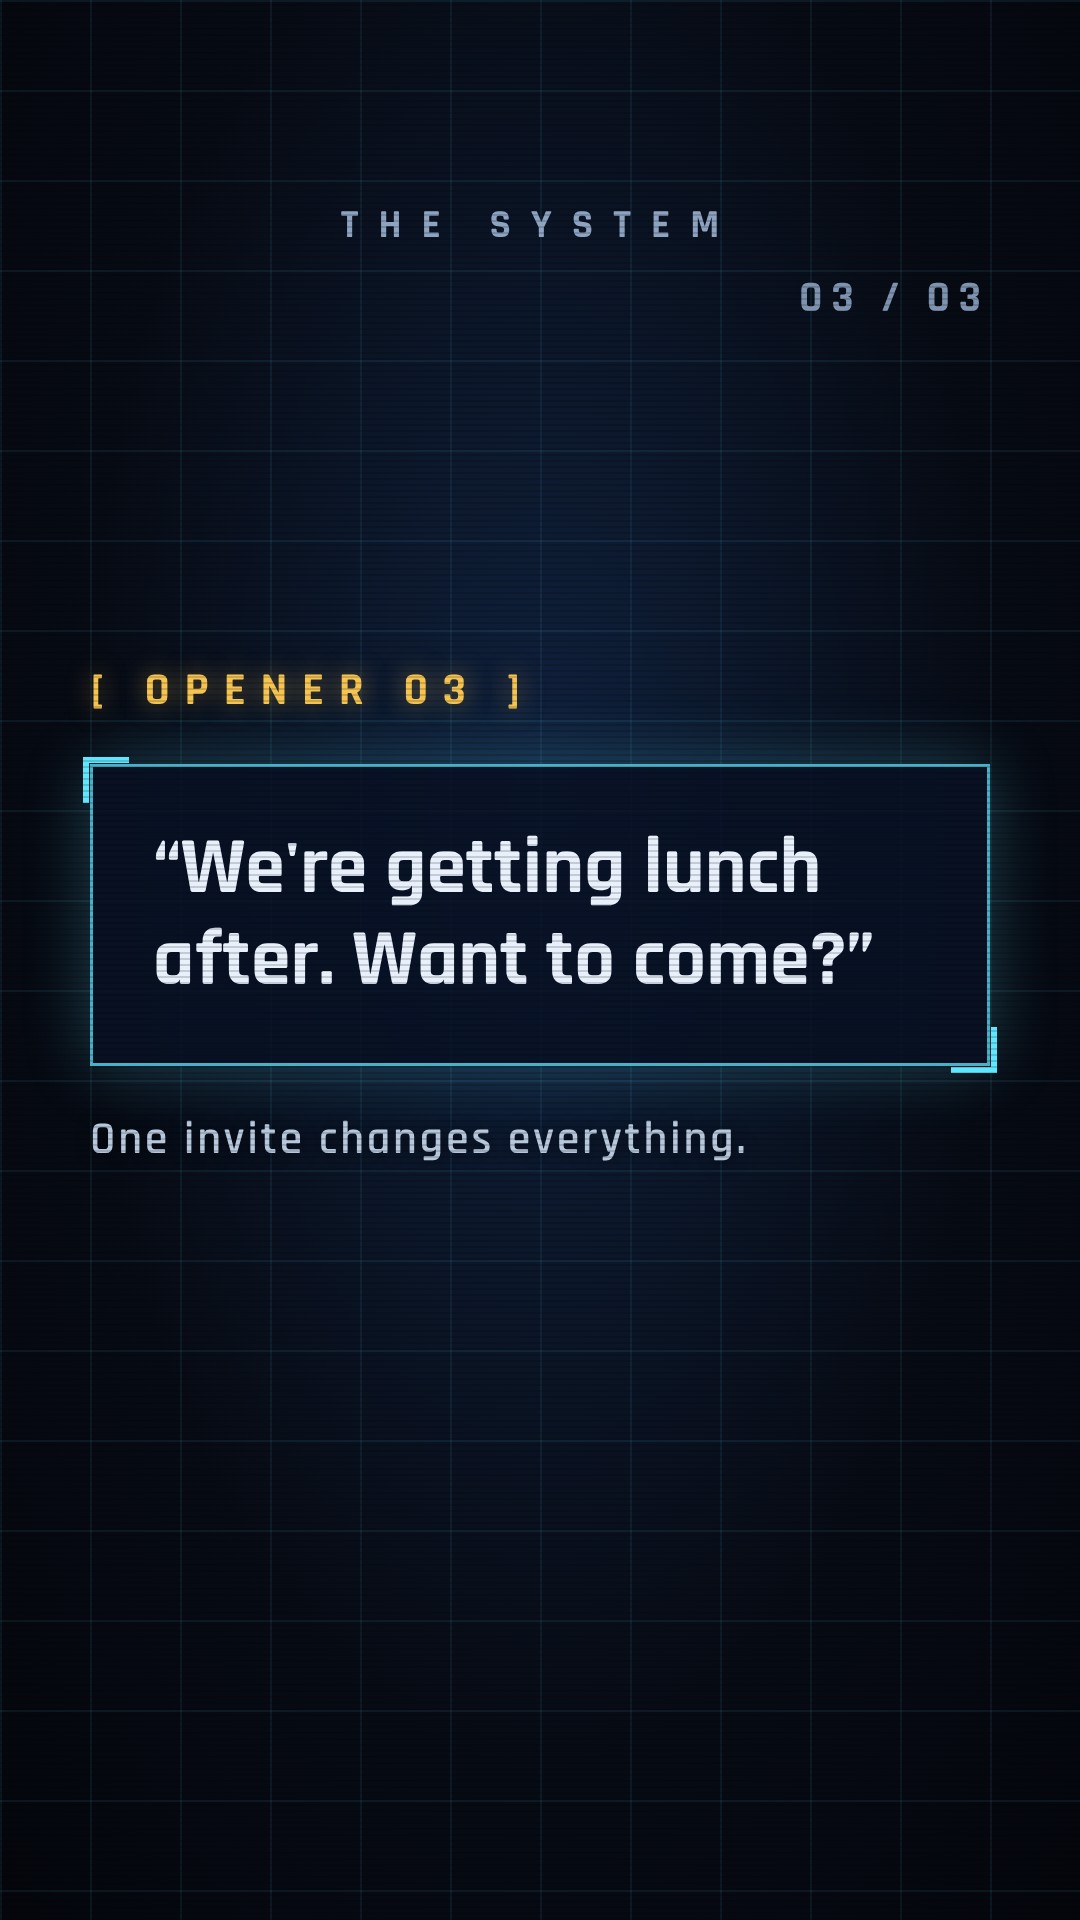 THE SYSTEM
03 / 03
[ OPENER 03 ]
“We're getting lunch
after. Want to come?”
One invite changes everything.